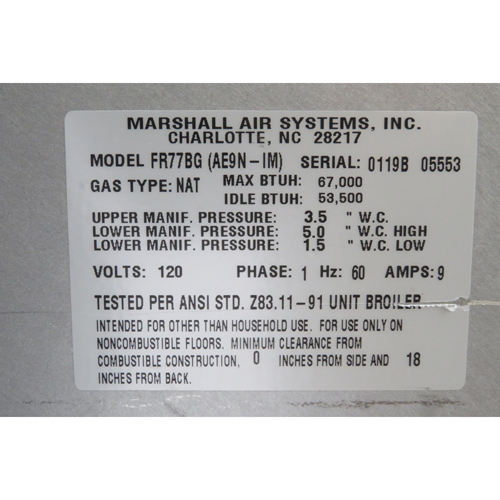 MARSHALL AIR SYSTEMS, INC.
CHARLOTTE, NC 28217
MODEL FR77BG (AE9N-IM) SERIAL: 0119B 05553
GAS TYPE: NAT MAX BTUH: 67,000
IDLE BTUH: 53,500
UPPER MANIF. PRESSURE: 3.5 " W.C.
LOWER MANIF. PRESSURE: 5.0 " W.C. HIGH
LOWER MANIF. PRESSURE: 1.5 " W.C. LOW
VOLTS: 120 PHASE: 1 Hz: 60 AMPS: 9
TESTED PER ANSI STD. Z83.11-91 UNIT BROILER
INTENDED FOR OTHER THAN HOUSEHOLD USE. FOR USE ONLY ON
NONCOMBUSTIBLE FLOORS. MINIMUM CLEARANCE FROM
COMBUSTIBLE CONSTRUCTION, 0 INCHES FROM SIDE AND 18
INCHES FROM BACK.